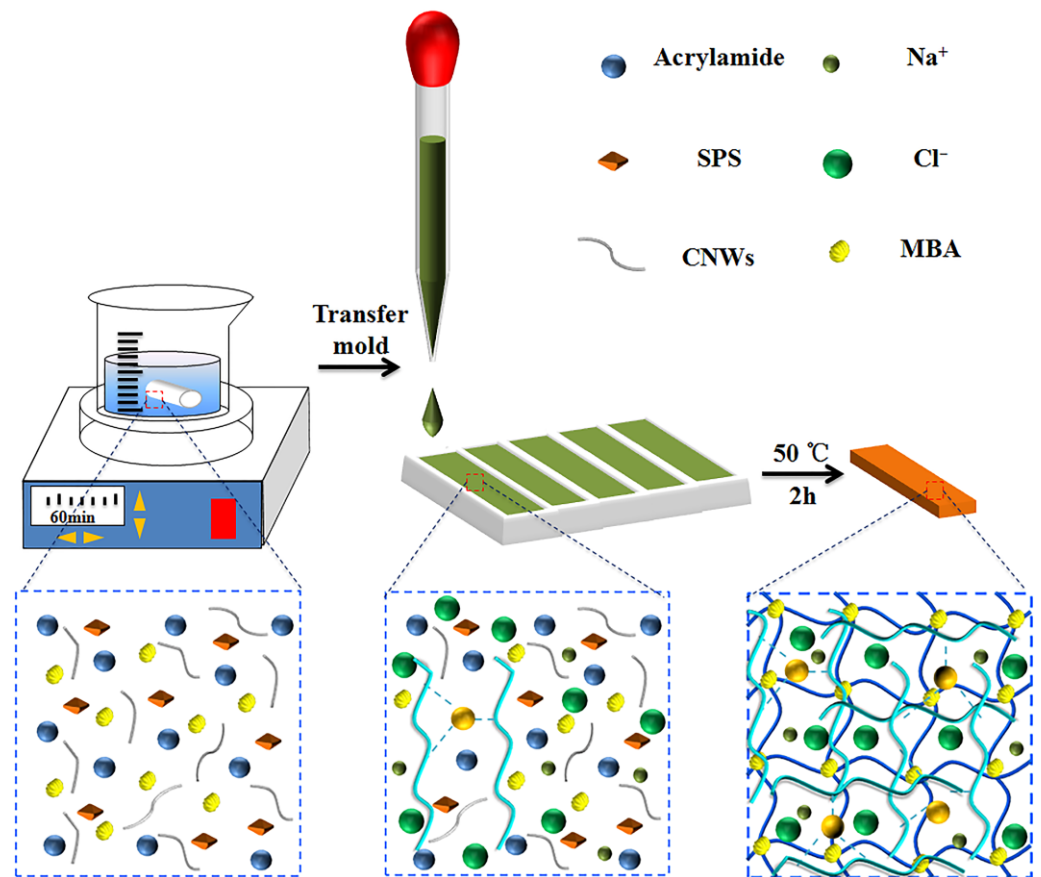 Acrylamide
Na⁺
SPS
Cl⁻
CNWs
MBA
Transfer
mold
50 ℃
2h
60min